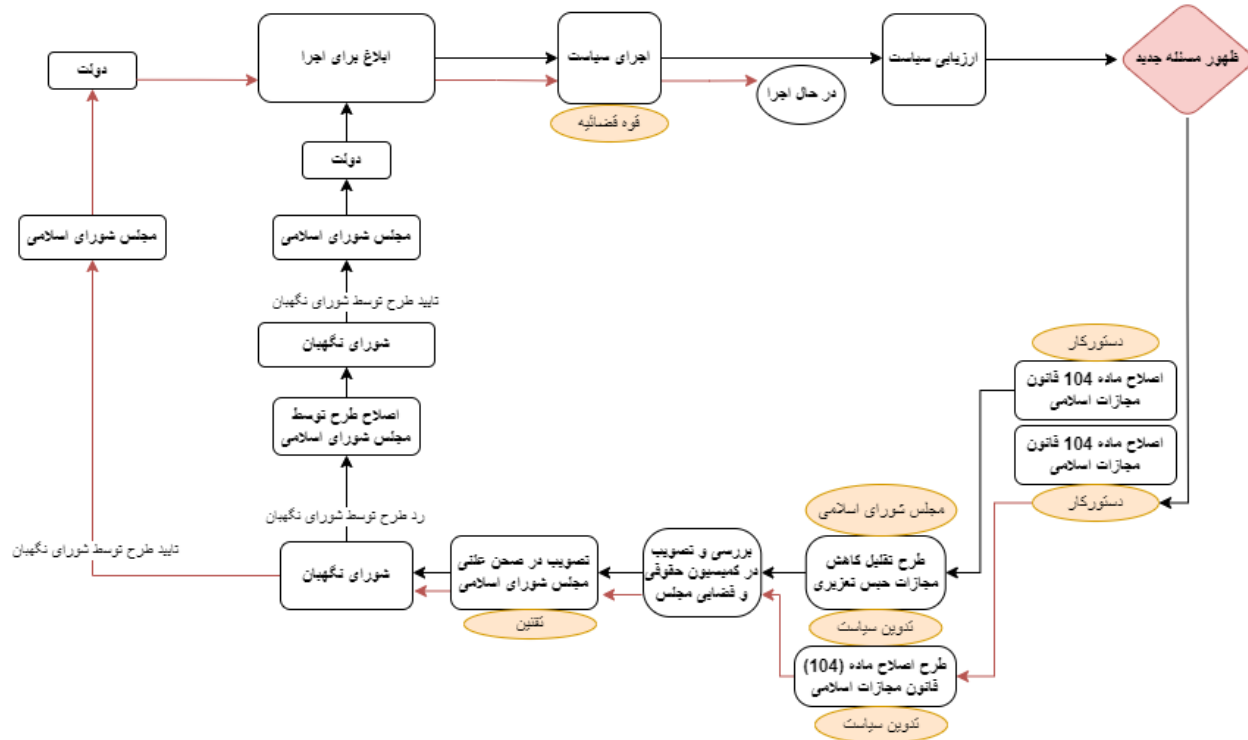 ظهور مسئله جدید
ارزیابی سیاست
اجرای سیاست
قوه قضائیه
در حال اجرا
ابلاغ برای اجرا
دولت
دولت
مجلس شورای اسلامی
مجلس شورای اسلامی
تایید طرح توسط شورای نگهبان
شورای نگهبان
اصلاح طرح توسط
مجلس شورای اسلامی
رد طرح توسط شورای نگهبان
تایید طرح توسط شورای نگهبان
دستورکار
اصلاح ماده 104 قانون
مجازات اسلامی
اصلاح ماده 104 قانون
مجازات اسلامی
دستورکار
مجلس شورای اسلامی
طرح تقلیل کاهش
مجازات حبس تعزیری
تدوین سیاست
طرح اصلاح ماده (104)
قانون مجازات اسلامی
تدوین سیاست
بررسی و تصویب
در کمیسیون حقوقی
و قضایی مجلس
تصویب در صحن علنی
مجلس شورای اسلامی
تقنین
شورای نگهبان